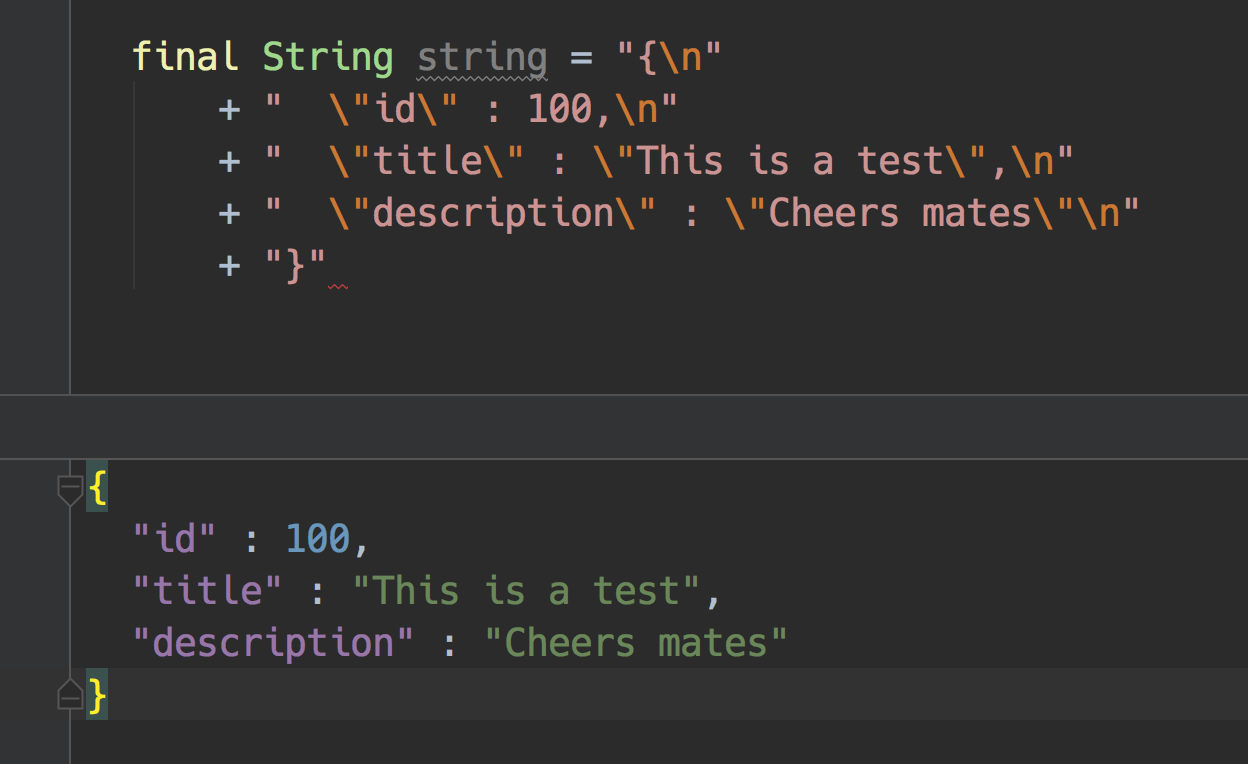 final String string = "{\n"
    + "  \"id\" : 100,\n"
    + "  \"title\" : \"This is a test\",\n"
    + "  \"description\" : \"Cheers mates\"\n"
    + "}"
{
  "id" : 100,
  "title" : "This is a test",
  "description" : "Cheers mates"
}